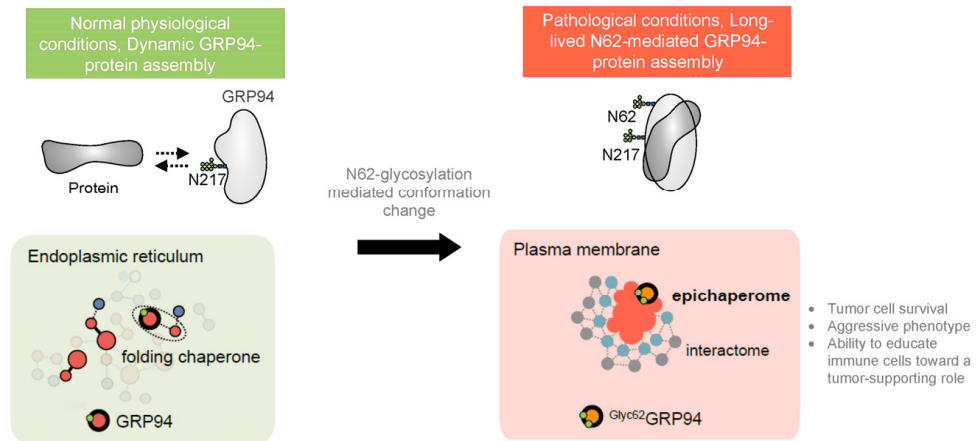 Normal physiological
conditions, Dynamic GRP94-
protein assembly
GRP94
Protein
N217
Endoplasmic reticulum
folding chaperone
GRP94
N62-glycosylation
mediated conformation
change
Pathological conditions, Long-
lived N62-mediated GRP94-
protein assembly
N62
N217
Plasma membrane
epichaperome
interactome
Glyc62GRP94
• Tumor cell survival
• Aggressive phenotype
• Ability to educate
immune cells toward a
tumor-supporting role